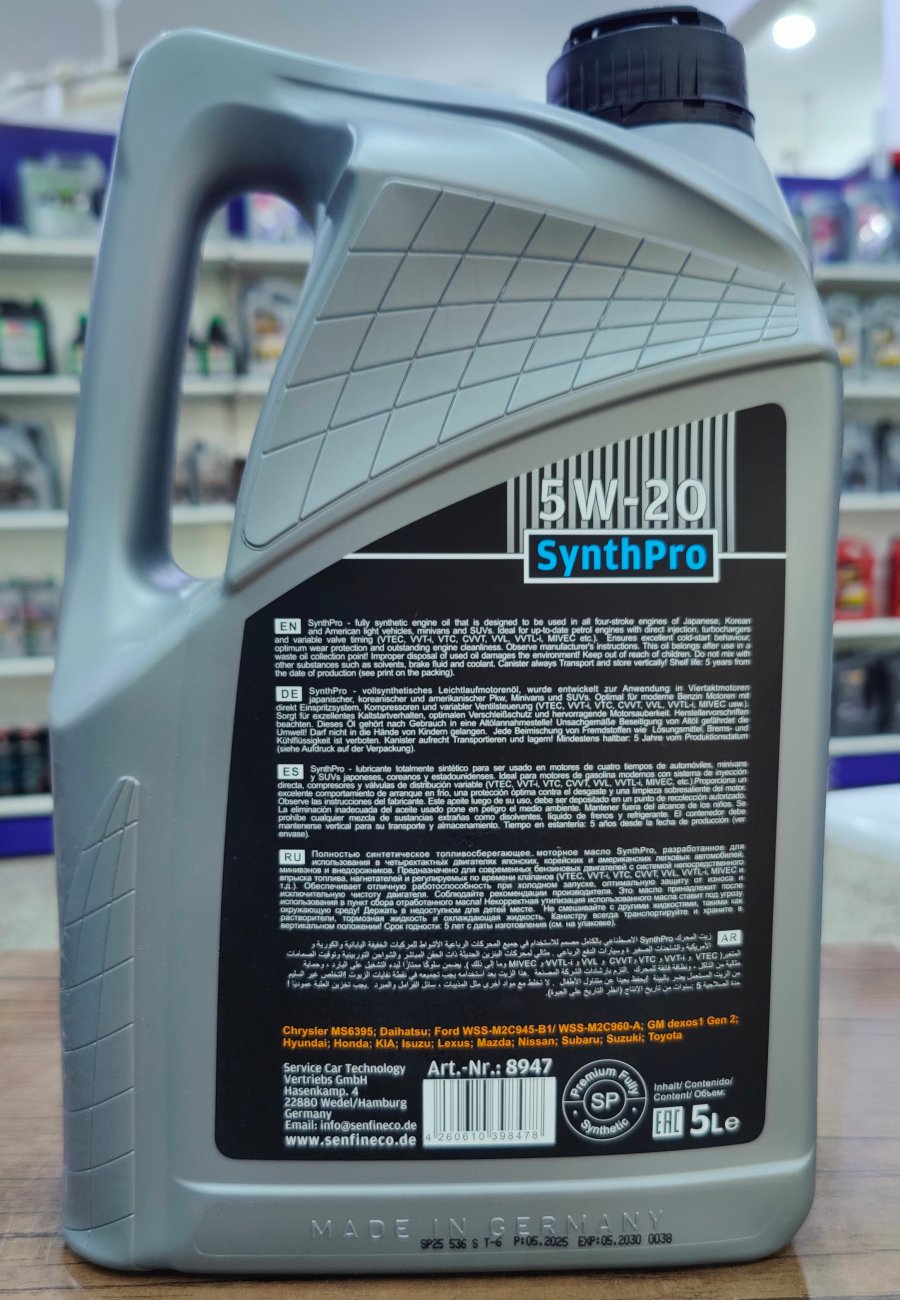 5W-20
SynthPro
EN SynthPro - fully synthetic engine oil that is designed to be used in all four-stroke engines of Japanese, Korean
and American light vehicles, minivans and SUVs. Ideal for up-to-date petrol engines with direct injection, turbochargers
and variable valve timing (VTEC, VVT-i, VTC, CVVT, VVL, VVTL-i, MIVEC etc.). Ensures excellent cold-start behaviour,
optimum wear protection and outstanding engine cleanliness. Observe manufacturer's instructions. This oil belongs after use in a
waste oil collection point! Improper disposal of used oil damages the environment! Keep out of reach of children. Do not mix with
other substances such as solvents, brake fluid and coolant. Canister always Transport and store vertically! Shelf life: 5 years from
the date of production (see print on the packing).
DE SynthPro - vollsynthetisches Leichtlaufmotorenöl, wurde entwickelt zur Anwendung in Viertaktmotoren
japanischer, koreanischer und amerikanischer Pkw, Minivans und SUVs. Optimal für moderne Benzin Motoren mit
direkt Einspritzsystem, Kompressoren und variabler Ventilsteuerung (VTEC, VVT-i, VTC, CVVT, VVL, VVTL-i, MIVEC usw.).
Sorgt für exzellentes Kaltstartverhalten, optimalen Verschleißschutz und hervorragende Motorsauberkeit. Herstellervorschriften
beachten. Dieses Öl gehört nach Gebrauch in eine Altölannahmestelle! Unsachgemäße Beseitigung von Altöl gefährdet die
Umwelt! Darf nicht in die Hände von Kindern gelangen. Jede Beimischung von Fremdstoffen wie Lösungsmittel, Brems- und
Kühlflüssigkeit ist verboten. Kanister aufrecht Transportieren und lagern! Mindestens haltbar: 5 Jahre vom Produktionsdatum
(siehe Aufdruck auf der Verpackung).
ES SynthPro - lubricante totalmente sintético para ser usado en motores de cuatro tiempos de automóviles, minivans
y SUVs japoneses, coreanos y estadounidenses. Ideal para motores de gasolina modernos con sistema de inyección
directa, compresores y válvulas de distribución variable (VTEC, VVT-i, VTC, CVVT, VVL, VVTL-i, MIVEC, etc.).Proporciona un
excelente comportamiento de arranque en frío, una protección óptima contra el desgaste y una limpieza sobresaliente del motor.
Observe las instrucciones del fabricante. Este aceite luego de su uso, debe ser depositado en un punto de recolección autorizado.
La eliminación inadecuada del aceite usado pone en peligro el medio ambiente. Mantener fuera del alcance de los niños. Se
prohíbe cualquier mezcla de sustancias extrañas como disolventes, líquido de frenos y refrigerante. El contenedor debe
mantenerse vertical para su transporte y almacenamiento. Tiempo en estantería: 5 años desde la fecha de producción (ver
envase).
RU Полностью синтетическое топливосберегающее, моторное масло SynthPro, разработанное для
использования в четырехтактных двигателях японских, корейских и американских легковых автомобилей,
минивэнов и внедорожников. Предназначено для современных бензиновых двигателей с системой непосредственного
впрыска топлива, нагнетателей и регулируемых по времени клапанов (VTEC, VVT-i, VTC, CVVT, VVL, VVTL-i, MIVEC и
т.д.). Обеспечивает отличную работоспособность при холодном запуске, оптимальную защиту от износа и
исключительную чистоту двигателя. Соблюдайте рекомендации производителя. Это масло принадлежит после
использования в пункт сбора отработанного масла! Некорректная утилизация использованного масла ставит под угрозу
окружающую среду! Держать в недоступном для детей месте. Не смешивайте с другими жидкостями, такими как
растворители, тормозная жидкость и охлаждающая жидкость. Канистру всегда транспортируйте и храните в
вертикальном положении! Срок годности: 5 лет с даты изготовления (см. на упаковке).
AR زيت المحرك SynthPro الاصطناعي بالكامل مصمم للاستخدام في جميع المحركات الرباعية الأشواط للمركبات الخفيفة اليابانية والكورية و
Chrysler MS6395; Daihatsu; Ford WSS-M2C945-B1/ WSS-M2C960-A; GM dexos1 Gen 2;
Hyundai; Honda; KIA; Isuzu; Lexus; Mazda; Nissan; Subaru; Suzuki; Toyota
Service Car Technology
Vertriebs GmbH
Hasenkamp. 4
22880 Wedel/Hamburg
Germany
Email: info@senfineco.de
www.senfineco.de
Art.-Nr.: 8947
4 260610 398478
Premium Fully
SP
Synthetic
Inhalt/ Contenido/
Content/ Объем:
EAC 5L e
MADE IN GERMANY
SP25 536 S T-6 P:05.2025 EXP:05.2030 0038